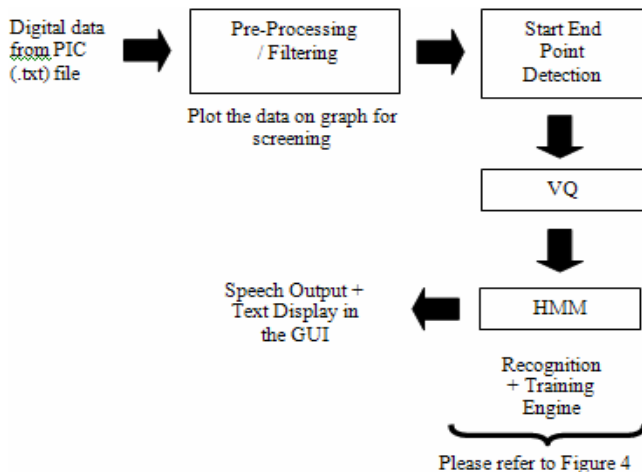 Digital data
from PIC
(.txt) file
Pre-Processing
/ Filtering
Plot the data on graph for
screening
Start End
Point
Detection
VQ
HMM
Speech Output +
Text Display in
the GUI
Recognition
+ Training
Engine
Please refer to Figure 4